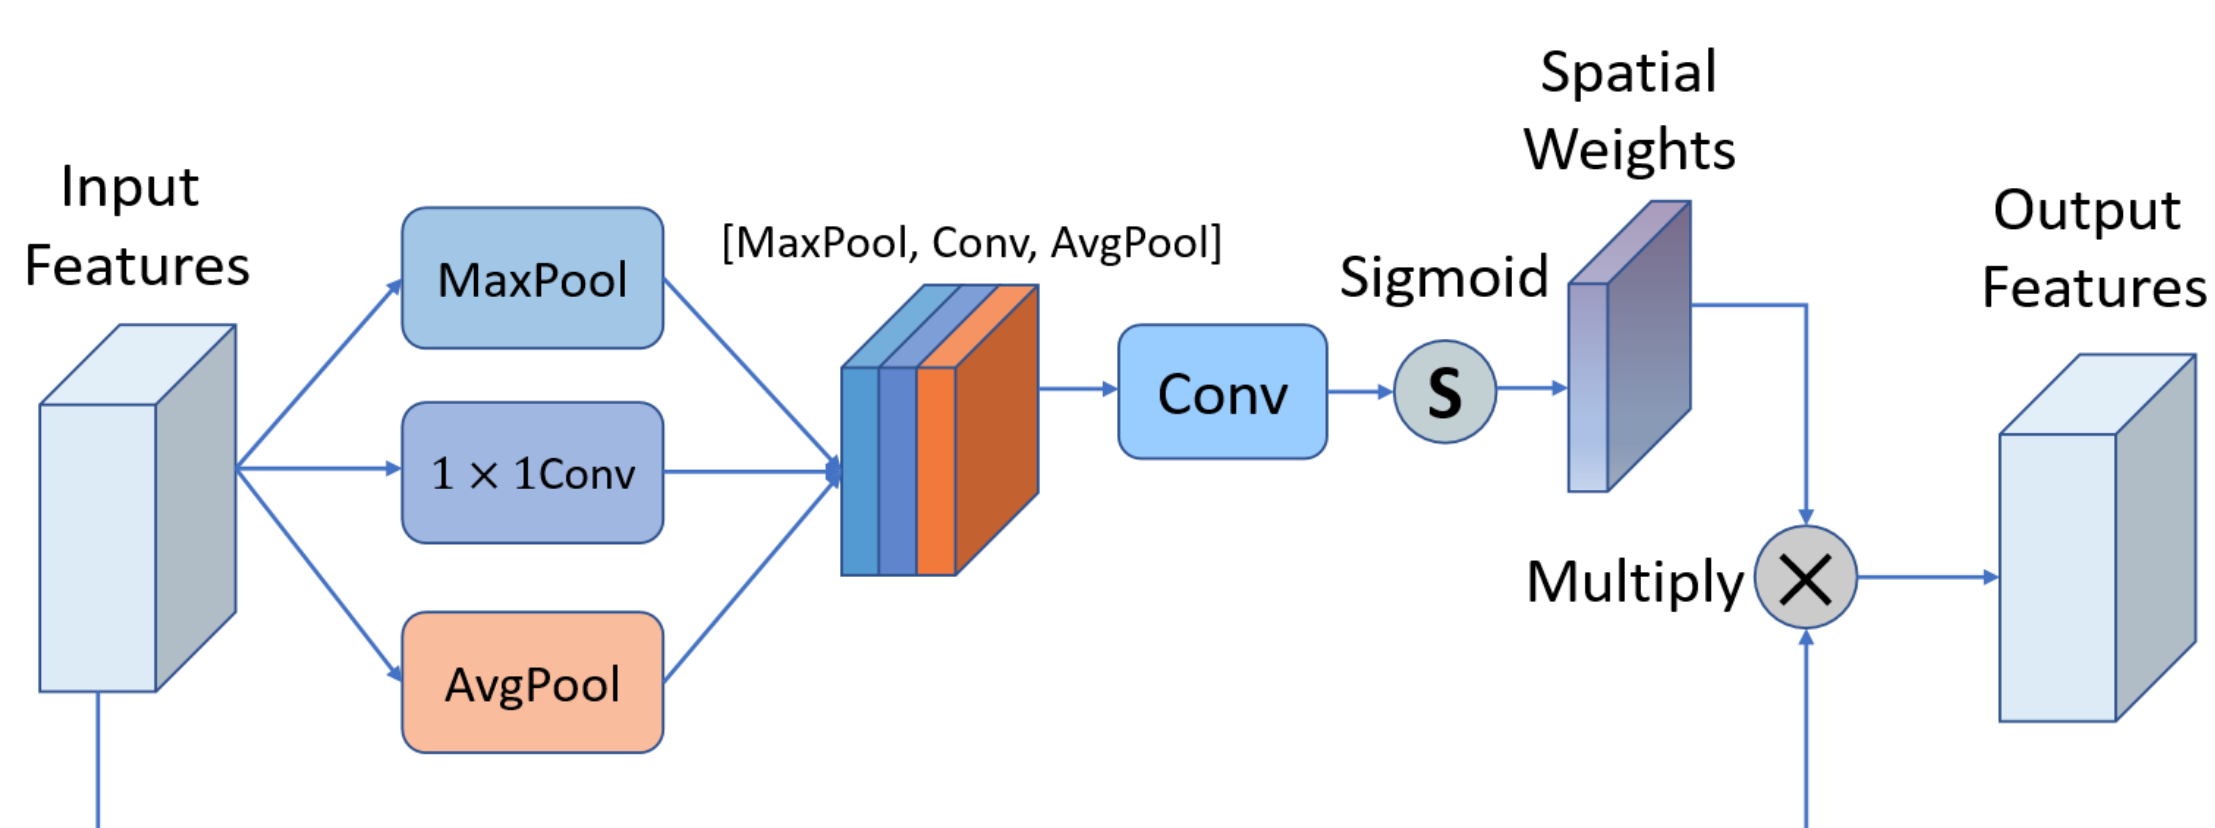 Input
Features
MaxPool
1 × 1Conv
AvgPool
[MaxPool, Conv, AvgPool]
Conv
Sigmoid
S
Spatial
Weights
Multiply
×
Output
Features